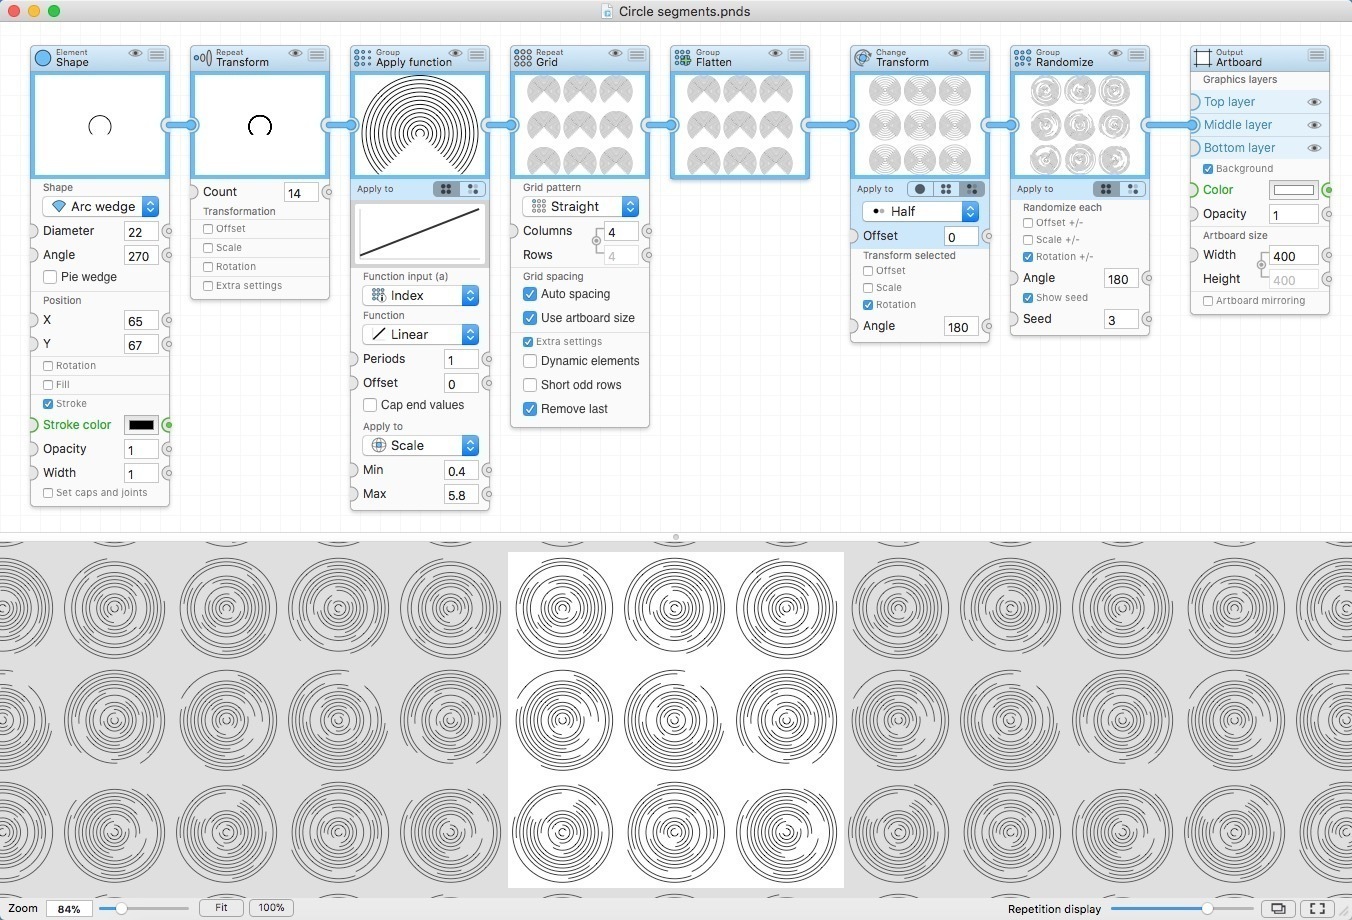 Circle segments.pnds
Element
Shape
Shape
Arc wedge
Diameter 22
Angle 270
Pie wedge
Position
X 65
Y 67
Rotation
Fill
Stroke
Stroke color
Opacity 1
Width 1
Set caps and joints
Repeat
Transform
Count 14
Transformation
Offset
Scale
Rotation
Extra settings
Group
Apply function
Apply to
Function input (a)
Index
Function
Linear
Periods 1
Offset 0
Cap end values
Apply to
Scale
Min 0.4
Max 5.8
Repeat
Grid
Grid pattern
Straight
Columns 4
Rows 4
Grid spacing
Auto spacing
Use artboard size
Extra settings
Dynamic elements
Short odd rows
Remove last
Group
Flatten
Change
Transform
Apply to
Half
Offset 0
Transform selected
Offset
Scale
Rotation
Angle 180
Group
Randomize
Apply to
Randomize each
Offset +/-
Scale +/-
Rotation +/-
Angle 180
Show seed
Seed 3
Output
Artboard
Graphics layers
Top layer
Middle layer
Bottom layer
Background
Color
Opacity 1
Artboard size
Width 400
Height 400
Artboard mirroring
Zoom 84% Fit 100%
Repetition display